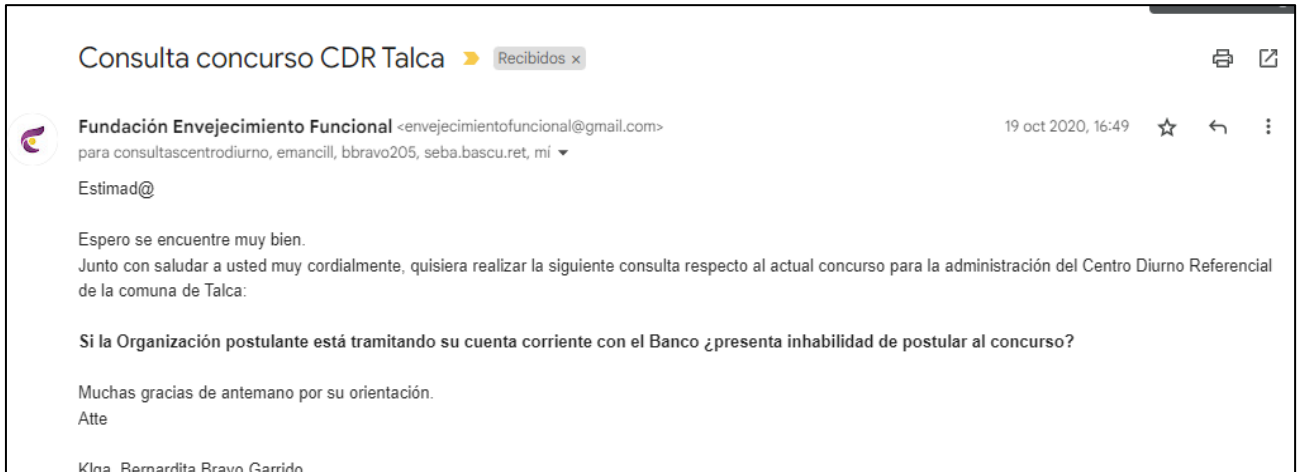 Consulta concurso CDR Talca Recibidos x
Fundación Envejecimiento Funcional <envejecimientofuncional@gmail.com> 19 oct 2020, 16:49
para consultascentrodiurno, emancill, bbravo205, seba.bascu.ret, mí
Estimad@
Espero se encuentre muy bien.
Junto con saludar a usted muy cordialmente, quisiera realizar la siguiente consulta respecto al actual concurso para la administración del Centro Diurno Referencial
de la comuna de Talca:
Si la Organización postulante está tramitando su cuenta corriente con el Banco ¿presenta inhabilidad de postular al concurso?
Muchas gracias de antemano por su orientación.
Atte
Klga. Bernardita Bravo Garrido